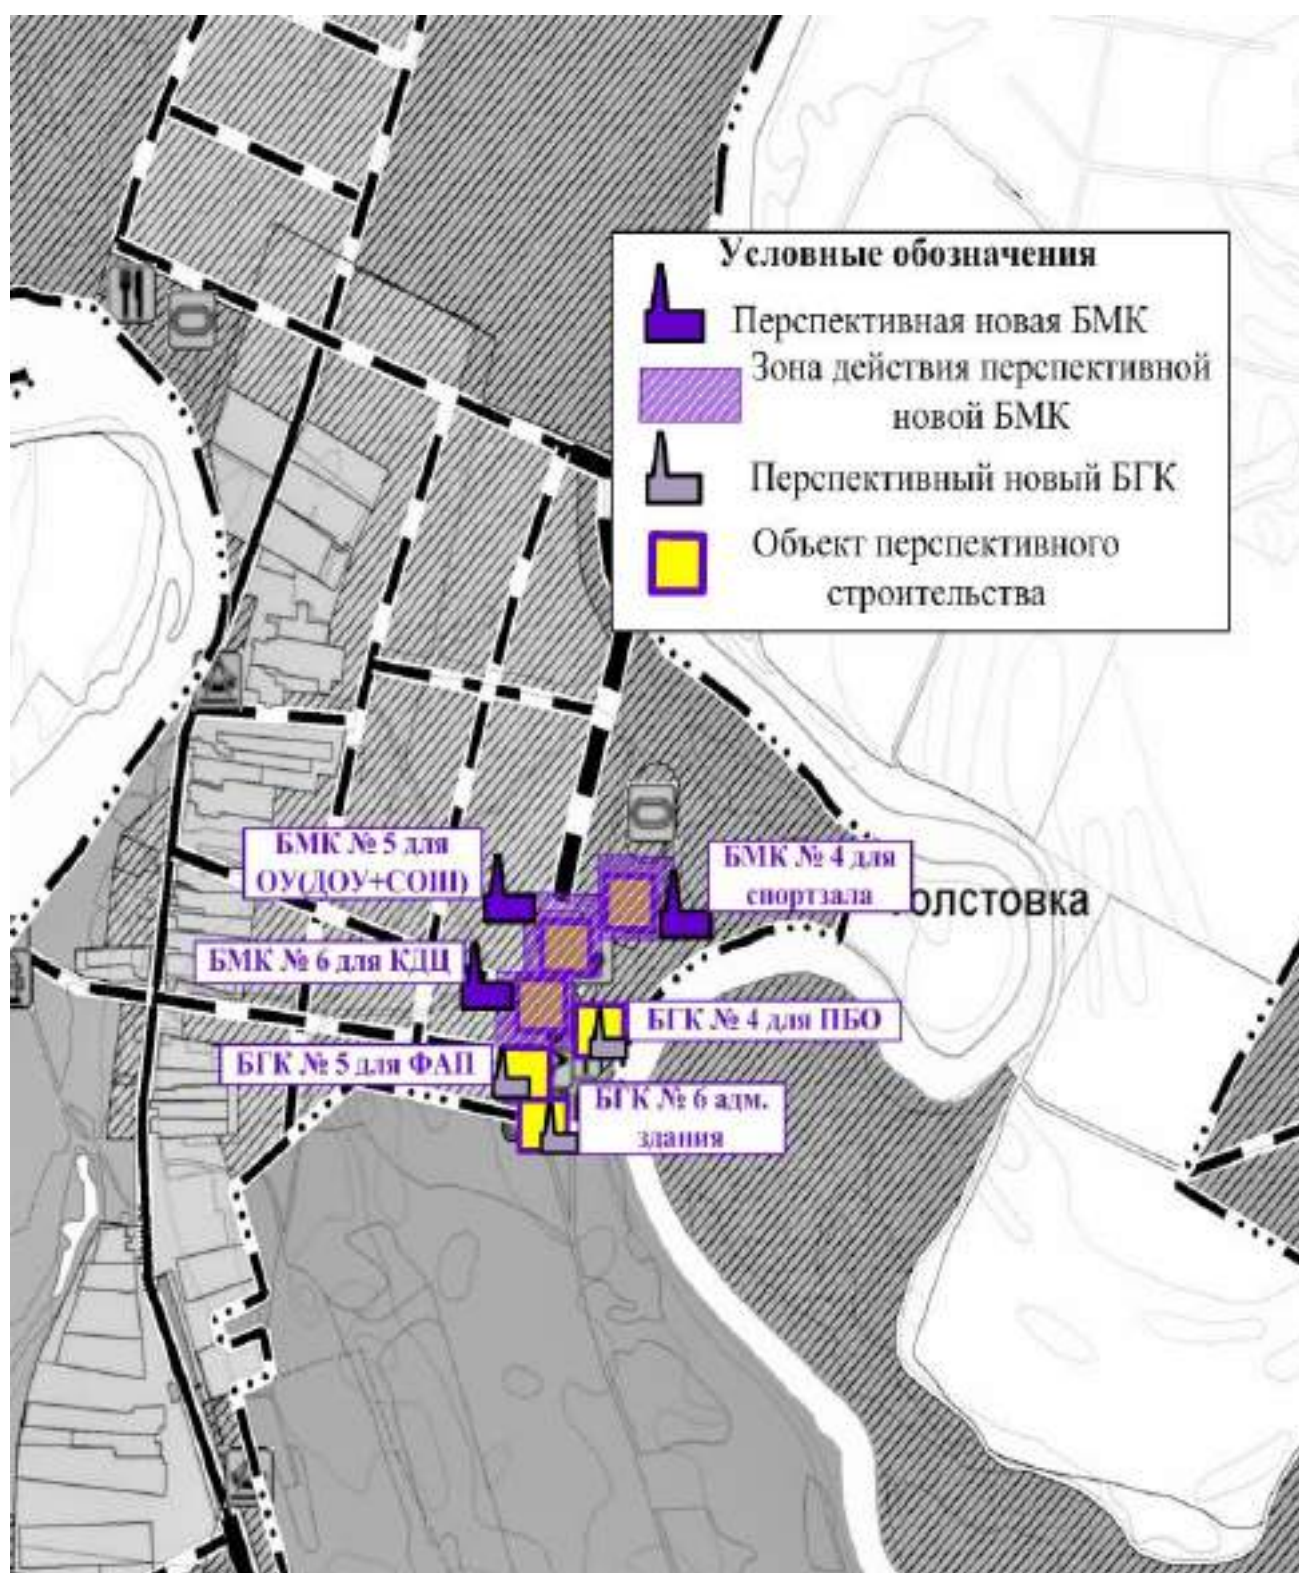 Условные обозначения
Перспективная новая БМК
Зона действия перспективной
новой БМК
Перспективный новый БГК
Объект перспективного
строительства
БМК № 5 для
ОУ(ДОУ+СОШ)
БМК № 4 для
спортзала
олстовка
БМК № 6 для КДЦ
БГК № 4 для ПБО
БГК № 5 для ФАП
БГК № 6 адм.
здания